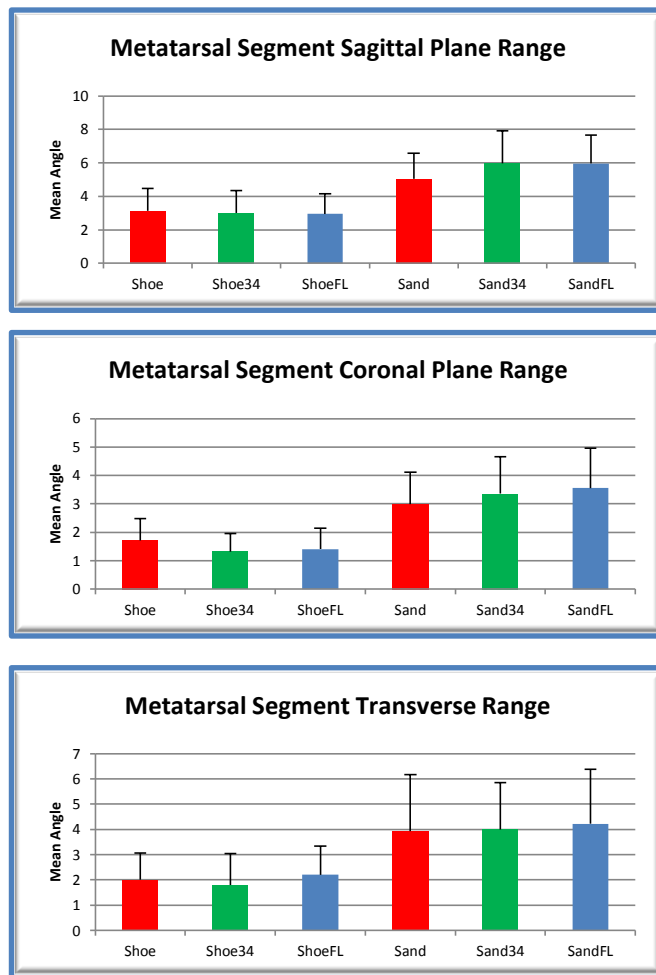 Metatarsal Segment Sagittal Plane Range
10
8
6
4
2
0
Mean Angle
Shoe Shoe34 ShoeFL Sand Sand34 SandFL
Metatarsal Segment Coronal Plane Range
6
5
4
3
2
1
0
Mean Angle
Shoe Shoe34 ShoeFL Sand Sand34 SandFL
Metatarsal Segment Transverse Range
7
6
5
4
3
2
1
0
Mean Angle
Shoe Shoe34 ShoeFL Sand Sand34 SandFL